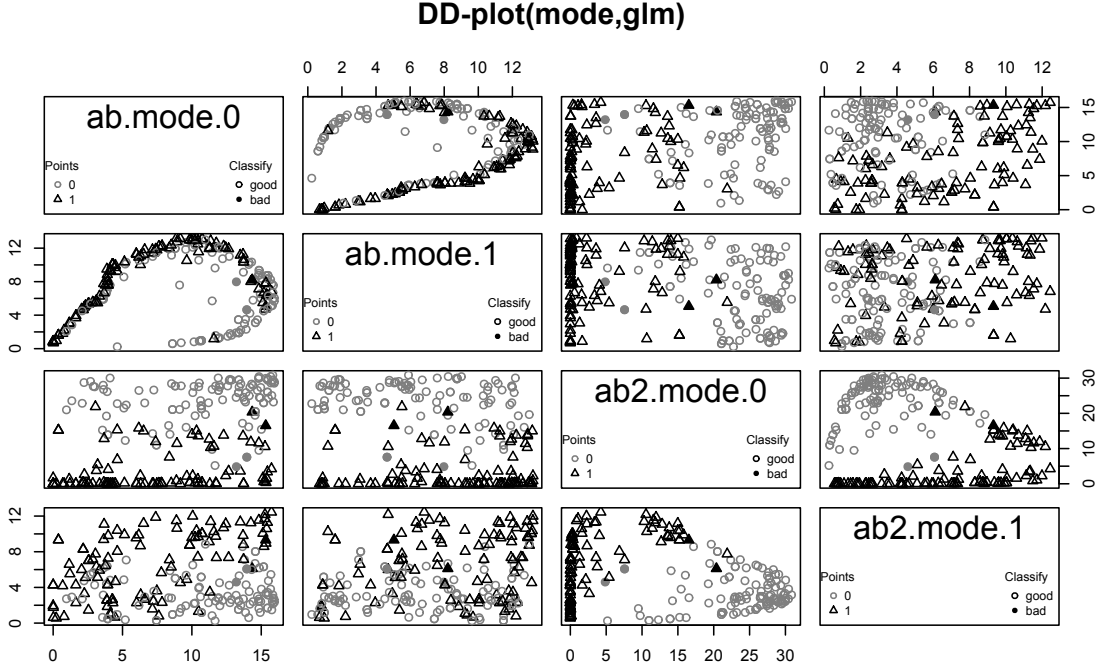 DD-plot(mode,glm)
0 2 4 6 8 10 12
0 2 4 6 8 10 12
ab.mode.0
Points
0
1
Classify
good
bad
0 5 10 15
0 4 8 12
ab.mode.1
Points
0
1
Classify
good
bad
ab2.mode.0
Points
0
1
Classify
good
bad
0 10 20 30
0 4 8 12
ab2.mode.1
Points
0
1
Classify
good
bad
0 5 10 15
0 5 10 15 20 25 30